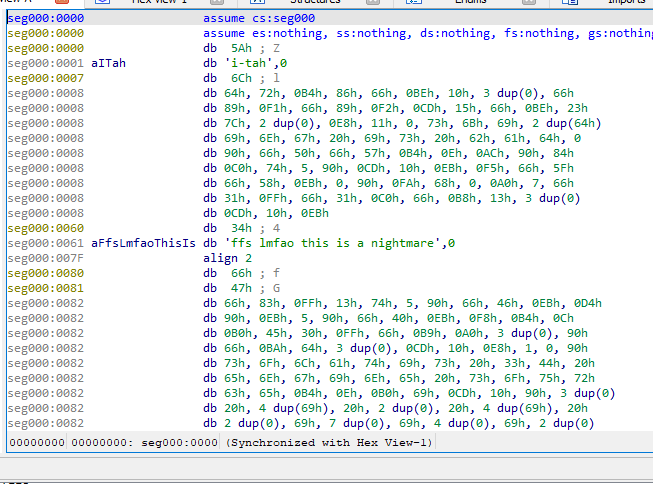 seg000:0000 assume cs:seg000
seg000:0000 assume es:nothing, ss:nothing, ds:nothing, fs:nothing, gs:nothing
seg000:0000 db 5Ah ; Z
seg000:0001 aITah db 'i-tah',0
seg000:0007 db 6Ch ; l
seg000:0008 db 64h, 72h, 0B4h, 86h, 66h, 0BEh, 10h, 3 dup(0), 66h
seg000:0008 db 89h, 0F1h, 66h, 89h, 0F2h, 0CDh, 15h, 66h, 0BEh, 23h
seg000:0008 db 7Ch, 2 dup(0), 0E8h, 11h, 0, 73h, 6Bh, 69h, 2 dup(64h)
seg000:0008 db 69h, 6Eh, 67h, 20h, 69h, 73h, 20h, 62h, 61h, 64h, 0
seg000:0008 db 90h, 66h, 50h, 66h, 57h, 0B4h, 0Eh, 0ACh, 90h, 84h
seg000:0008 db 0C0h, 74h, 5, 90h, 0CDh, 10h, 0EBh, 0F5h, 66h, 5Fh
seg000:0008 db 66h, 58h, 0EBh, 0, 90h, 0FAh, 68h, 0, 0A0h, 7, 66h
seg000:0008 db 31h, 0FFh, 66h, 31h, 0C0h, 66h, 0B8h, 13h, 3 dup(0)
seg000:0008 db 0CDh, 10h, 0EBh
seg000:0060 db 34h ; 4
seg000:0061 aFfsLmfaoThisIs db 'ffs lmfao this is a nightmare',0
seg000:007F align 2
seg000:0080 db 66h ; f
seg000:0081 db 47h ; G
seg000:0082 db 66h, 83h, 0FFh, 13h, 74h, 5, 90h, 66h, 46h, 0EBh, 0D4h
seg000:0082 db 90h, 0EBh, 5, 90h, 66h, 40h, 0EBh, 0F8h, 0B4h, 0Ch
seg000:0082 db 0B0h, 45h, 30h, 0FFh, 66h, 0B9h, 0A0h, 3 dup(0), 90h
seg000:0082 db 66h, 0BAh, 64h, 3 dup(0), 0CDh, 10h, 0E8h, 1, 0, 90h
seg000:0082 db 73h, 6Fh, 6Ch, 61h, 74h, 69h, 73h, 20h, 33h, 44h, 20h
seg000:0082 db 65h, 6Eh, 67h, 69h, 6Eh, 65h, 20h, 73h, 6Fh, 75h, 72h
seg000:0082 db 63h, 65h, 0B4h, 0Eh, 0B0h, 69h, 0CDh, 10h, 90h, 3 dup(0)
seg000:0082 db 20h, 4 dup(69h), 20h, 2 dup(0), 20h, 4 dup(69h), 20h
seg000:0082 db 2 dup(0), 69h, 7 dup(0), 69h, 4 dup(0), 69h, 2 dup(0)
00000000 00000000: seg000:0000 (Synchronized with Hex View-1)